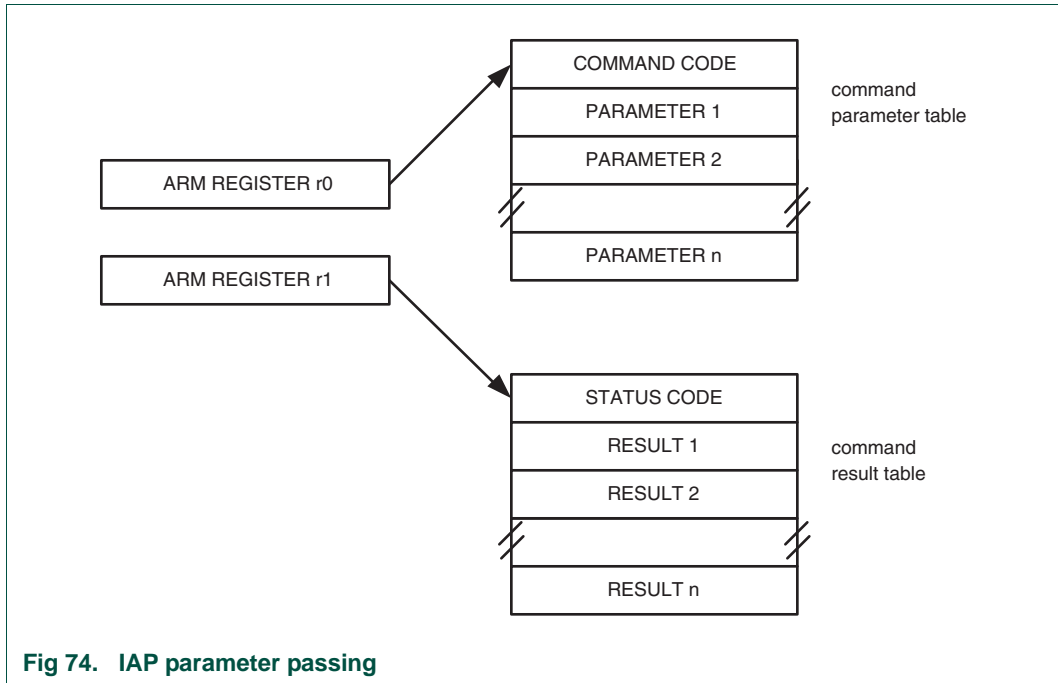 COMMAND CODE
PARAMETER 1
PARAMETER 2
PARAMETER n
command
parameter table
ARM REGISTER r0
ARM REGISTER r1
STATUS CODE
RESULT 1
RESULT 2
RESULT n
command
result table
Fig 74. IAP parameter passing